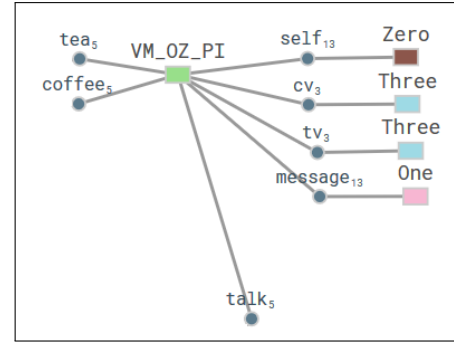 tea₅
VM_OZ_PI
self₁₃
Zero
coffee₅
cv₃
Three
tv₃
Three
message₁₃
One
talk₅